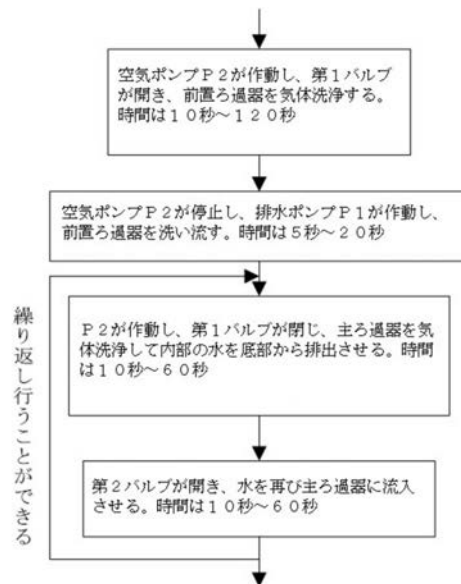 空気ポンプＰ２が作動し、第１バルブ
が開き、前置ろ過器を気体洗浄する。
時間は１０秒～１２０秒
空気ポンプＰ２が停止し、排水ポンプＰ１が作動し、
前置ろ過器を洗い流す。時間は５秒～２０秒
繰り返し行うことができる
Ｐ２が作動し、第１バルブが閉じ、主ろ過器を気
体洗浄して内部の水を底部から排出させる。時間
は１０秒～６０秒
第２バルブが開き、水を再び主ろ過器に流入
させる。時間は１０秒～６０秒